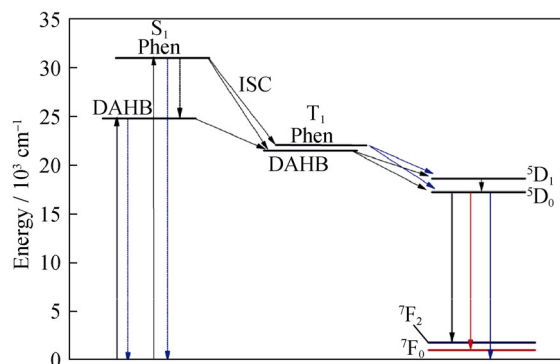 Energy / 10³ cm⁻¹
35
30
25
20
15
10
5
0
S₁
Phen
DAHB
ISC
T₁
Phen
DAHB
⁵D₁
⁵D₀
⁷F₂
⁷F₀